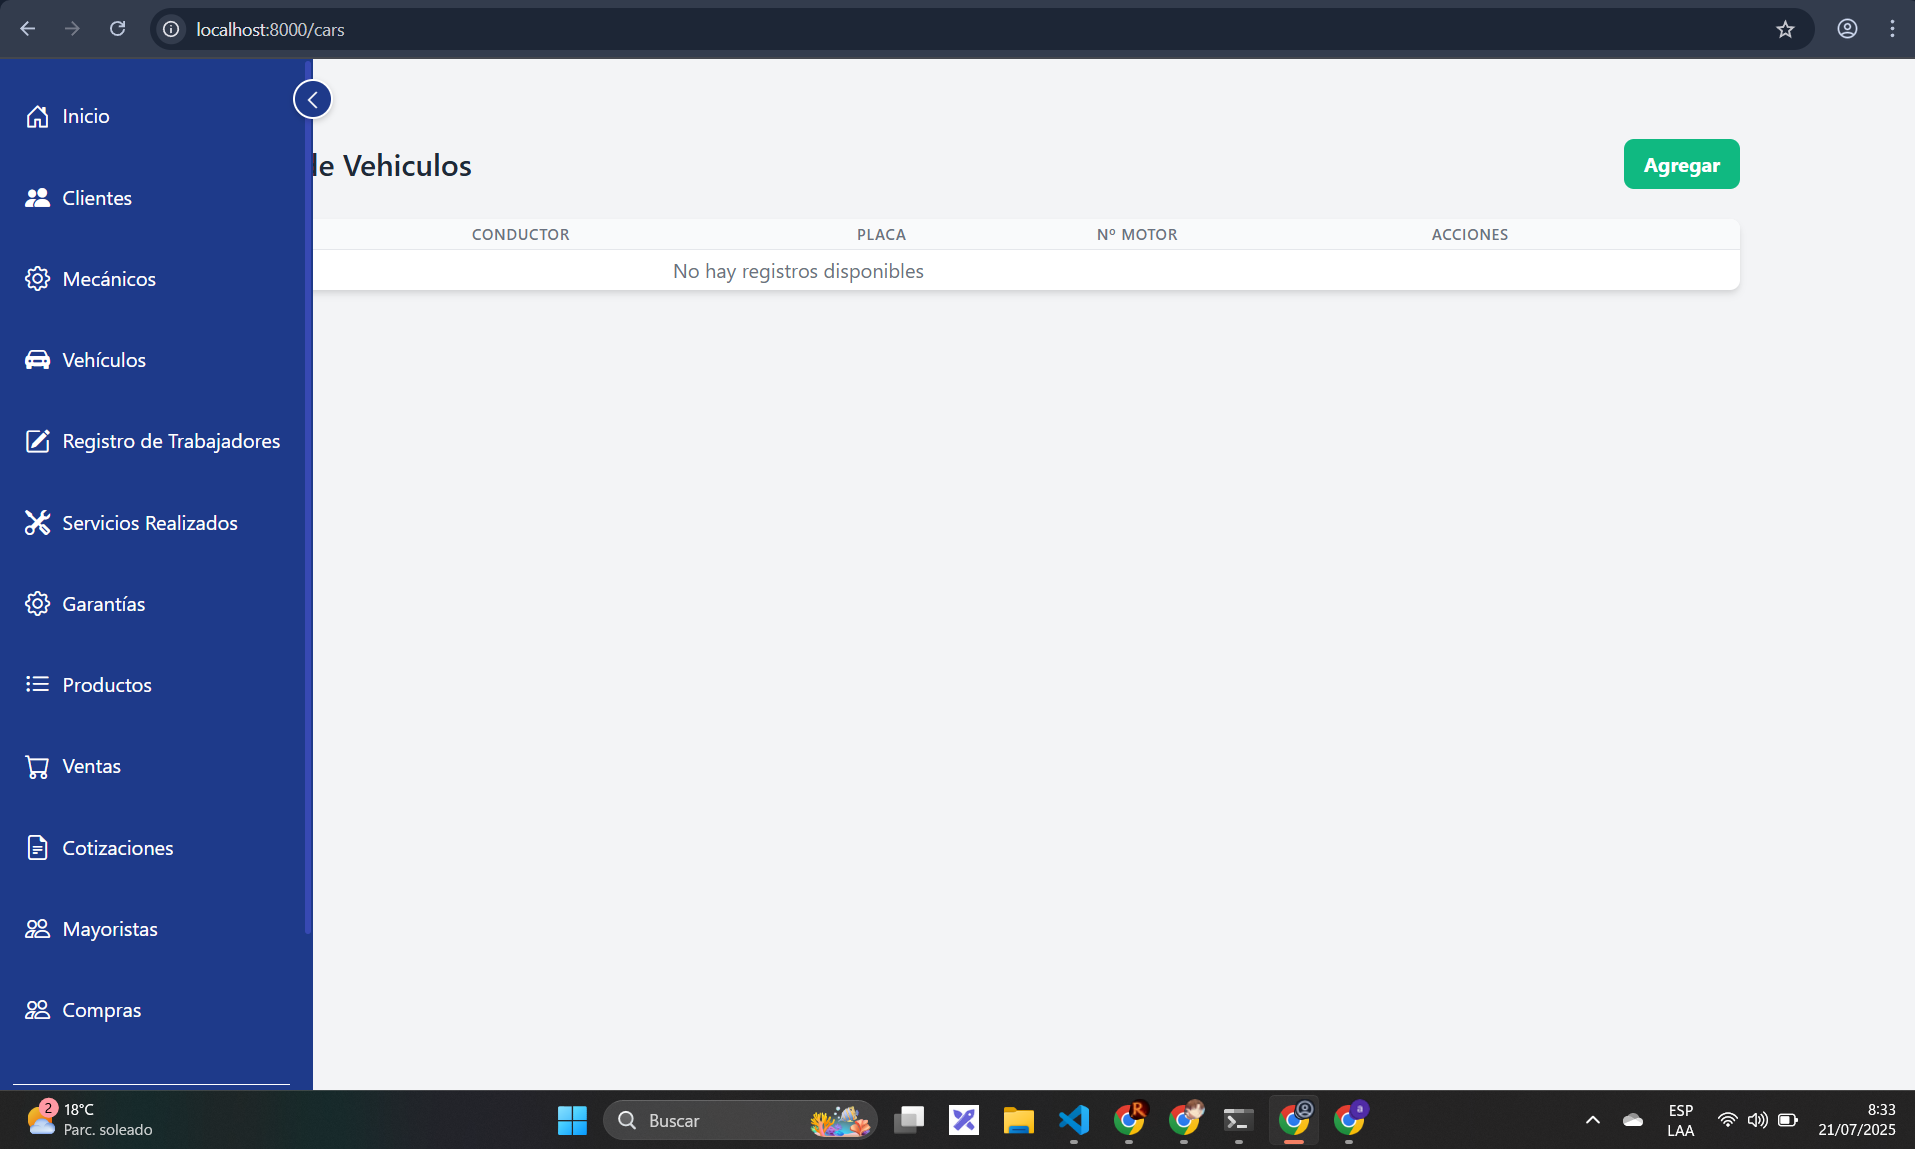 localhost:8000/cars
Inicio
Clientes
Mecánicos
Vehículos
Registro de Trabajadores
Servicios Realizados
Garantías
Productos
Ventas
Cotizaciones
Mayoristas
Compras
de Vehiculos
Agregar
CONDUCTOR PLACA Nº MOTOR ACCIONES
No hay registros disponibles
2
18°C
Parc. soleado
Buscar
R
a
ESP
LAA
8:33
21/07/2025